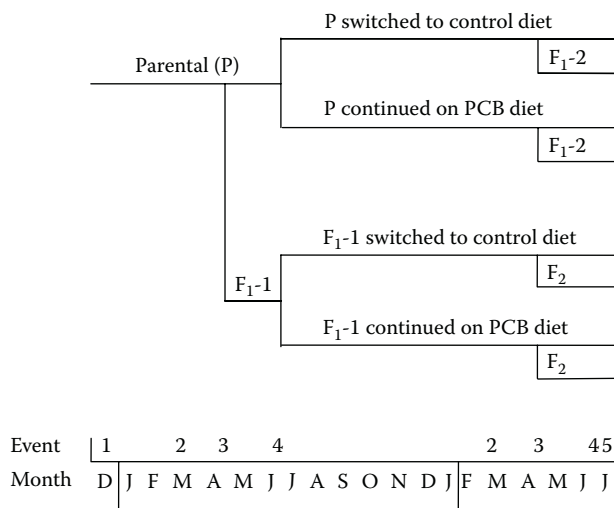 P switched to control diet
Parental (P)
F₁-2
P continued on PCB diet
F₁-2
F₁-1 switched to control diet
F₁-1
F₂
F₁-1 continued on PCB diet
F₂
Event 1 2 3 4 2 3 4 5
Month D J F M A M J J A S O N D J F M A M J J